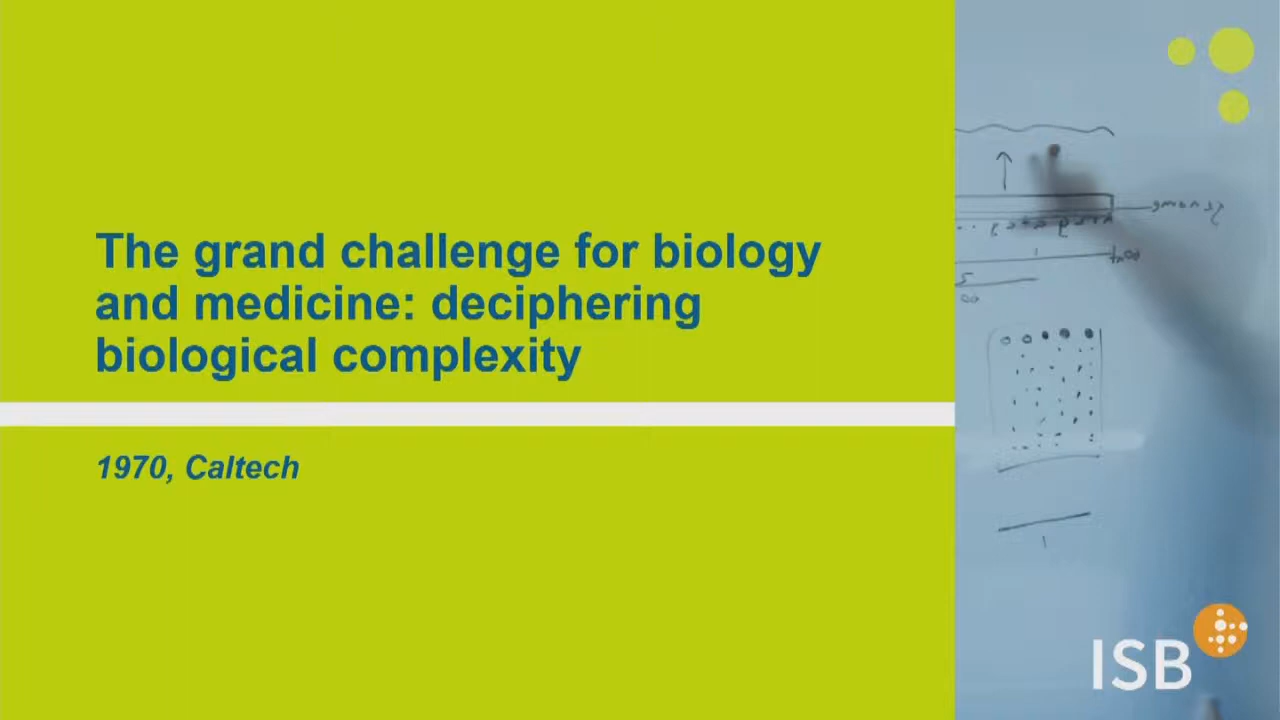 The grand challenge for biology
and medicine: deciphering
biological complexity
1970, Caltech
ISB